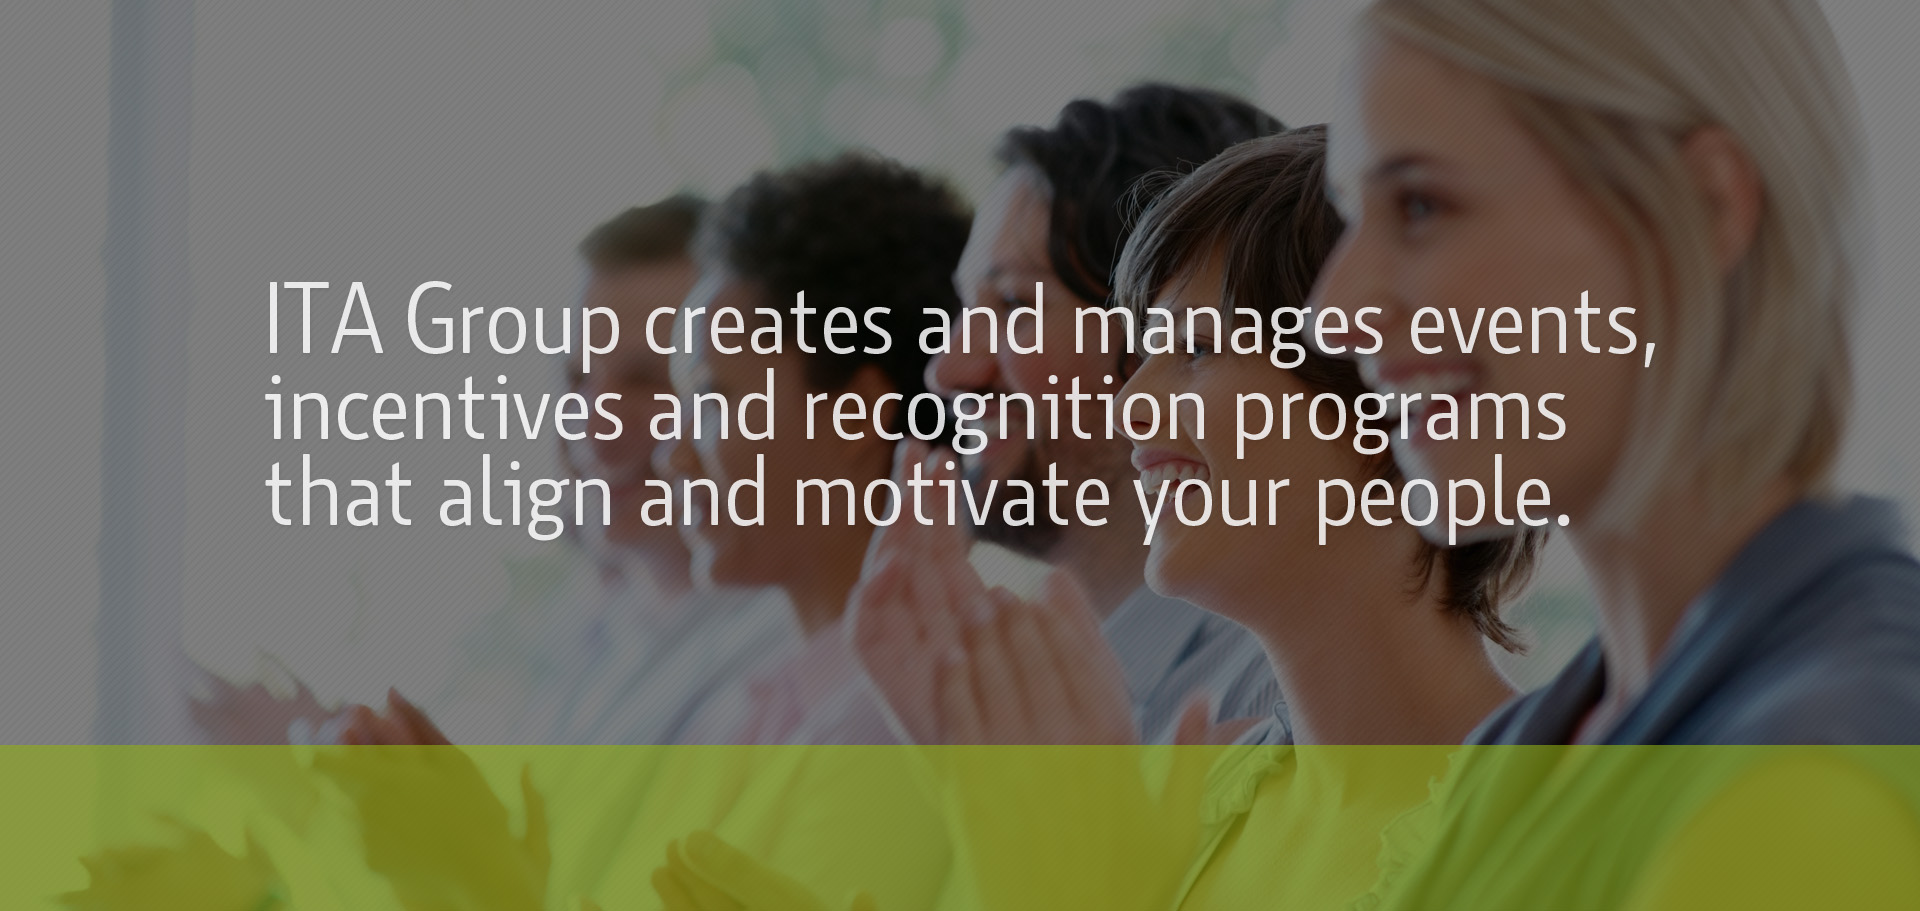 ITA Group creates and manages events,
incentives and recognition programs
that align and motivate your people.